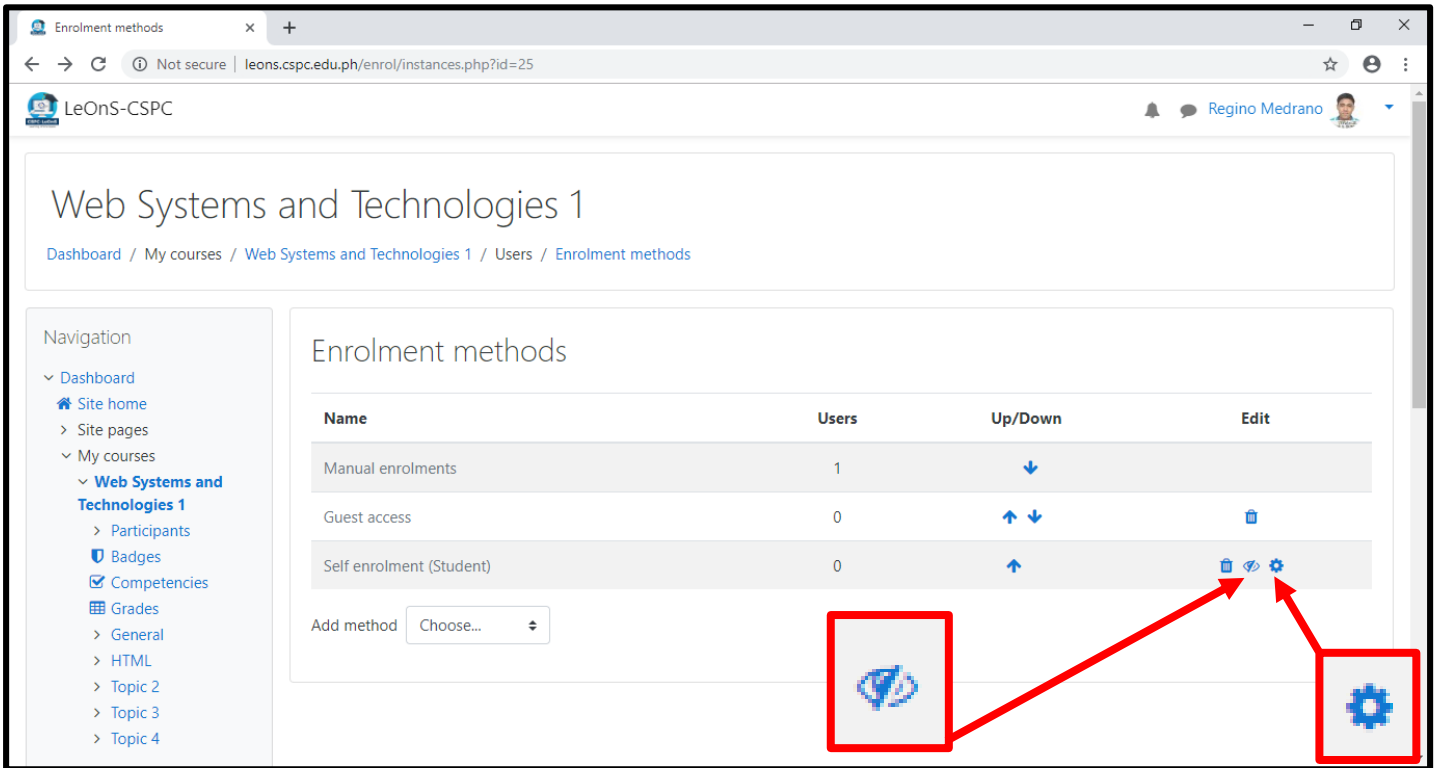 Enrolment methods
Not secure | leons.cspc.edu.ph/enrol/instances.php?id=25
LeOnS-CSPC
Regino Medrano
Web Systems and Technologies 1
Dashboard / My courses / Web Systems and Technologies 1 / Users / Enrolment methods
Navigation
Dashboard
Site home
Site pages
My courses
Web Systems and
Technologies 1
Participants
Badges
Competencies
Grades
General
HTML
Topic 2
Topic 3
Topic 4
Enrolment methods
Name Users Up/Down Edit
Manual enrolments 1
Guest access 0
Self enrolment (Student) 0
Add method Choose...